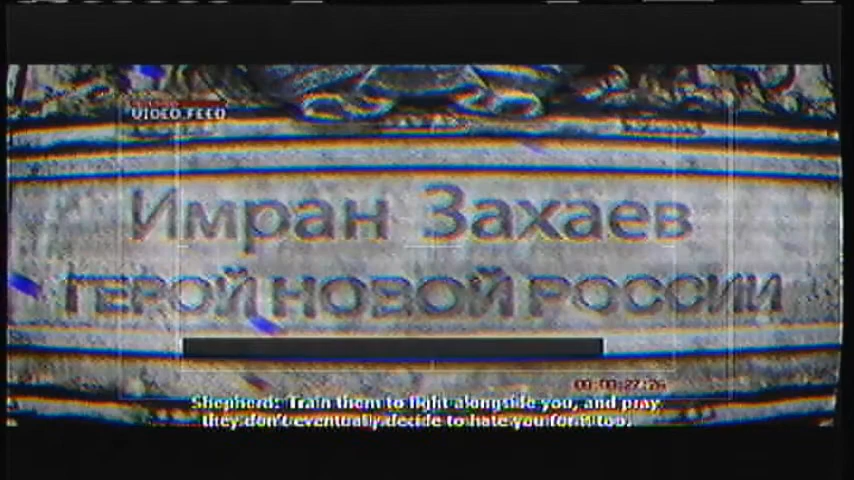 VIDEO.FEED
Имран Захаев
ГЕРОЙ НОВОЙ РОССИИ
00:00:27:26
Shepherd: Train them to fight alongside you, and pray
they don't eventually decide to hate you for it too.